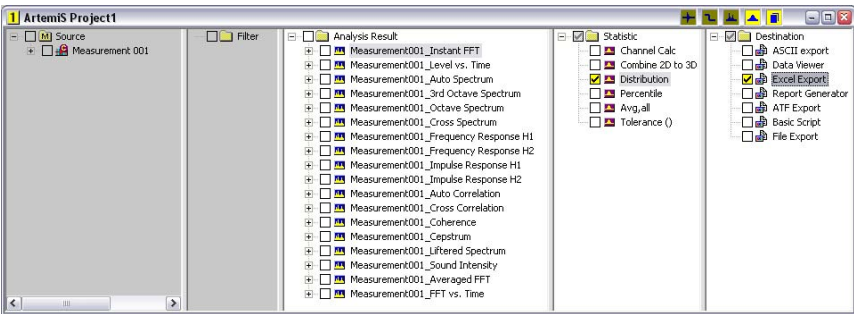 1 ArtemiS Project1
M Source
Measurement 001
Filter
Analysis Result
Measurement001_Instant FFT
Measurement001_Level vs. Time
Measurement001_Auto Spectrum
Measurement001_3rd Octave Spectrum
Measurement001_Octave Spectrum
Measurement001_Cross Spectrum
Measurement001_Frequency Response H1
Measurement001_Frequency Response H2
Measurement001_Impulse Response H1
Measurement001_Impulse Response H2
Measurement001_Auto Correlation
Measurement001_Cross Correlation
Measurement001_Coherence
Measurement001_Cepstrum
Measurement001_Liftered Spectrum
Measurement001_Sound Intensity
Measurement001_Averaged FFT
Measurement001_FFT vs. Time
Statistic
Channel Calc
Combine 2D to 3D
Distribution
Percentile
Avg,all
Tolerance ()
Destination
ASCII export
Data Viewer
Excel Export
Report Generator
ATF Export
Basic Script
File Export